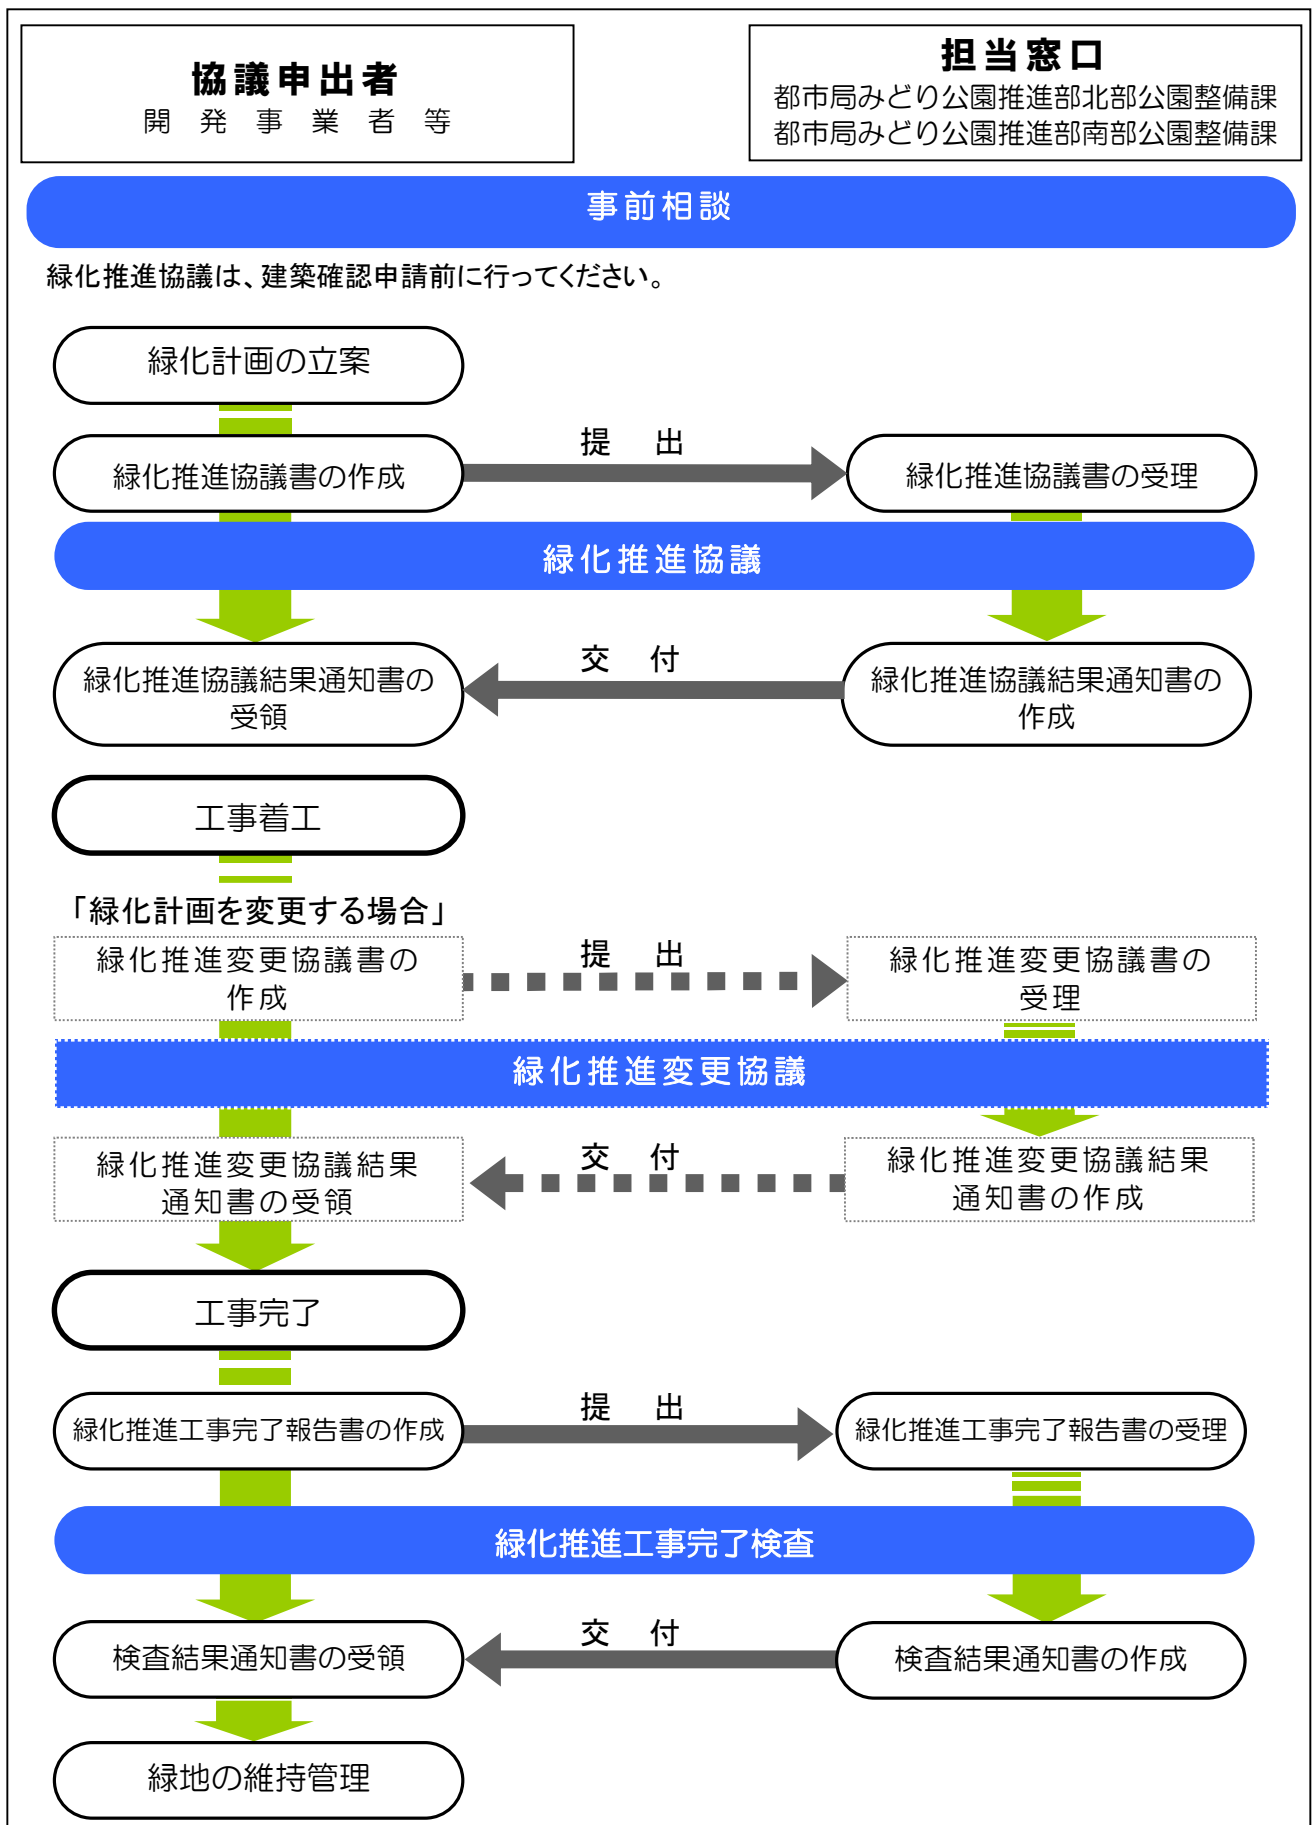 協議申出者
開発事業者等
担当窓口
都市局みどり公園推進部北部公園整備課
都市局みどり公園推進部南部公園整備課
事前相談
緑化推進協議は、建築確認申請前に行ってください。
緑化計画の立案
提 出
緑化推進協議書の作成
緑化推進協議書の受理
緑化推進協議
交 付
緑化推進協議結果通知書の
受領
緑化推進協議結果通知書の
作成
工事着工
「緑化計画を変更する場合」
緑化推進変更協議書の
作成
提 出
緑化推進変更協議書の
受理
緑化推進変更協議
緑化推進変更協議結果
通知書の受領
交 付
緑化推進変更協議結果
通知書の作成
工事完了
緑化推進工事完了報告書の作成
提 出
緑化推進工事完了報告書の受理
緑化推進工事完了検査
検査結果通知書の受領
交 付
検査結果通知書の作成
緑地の維持管理